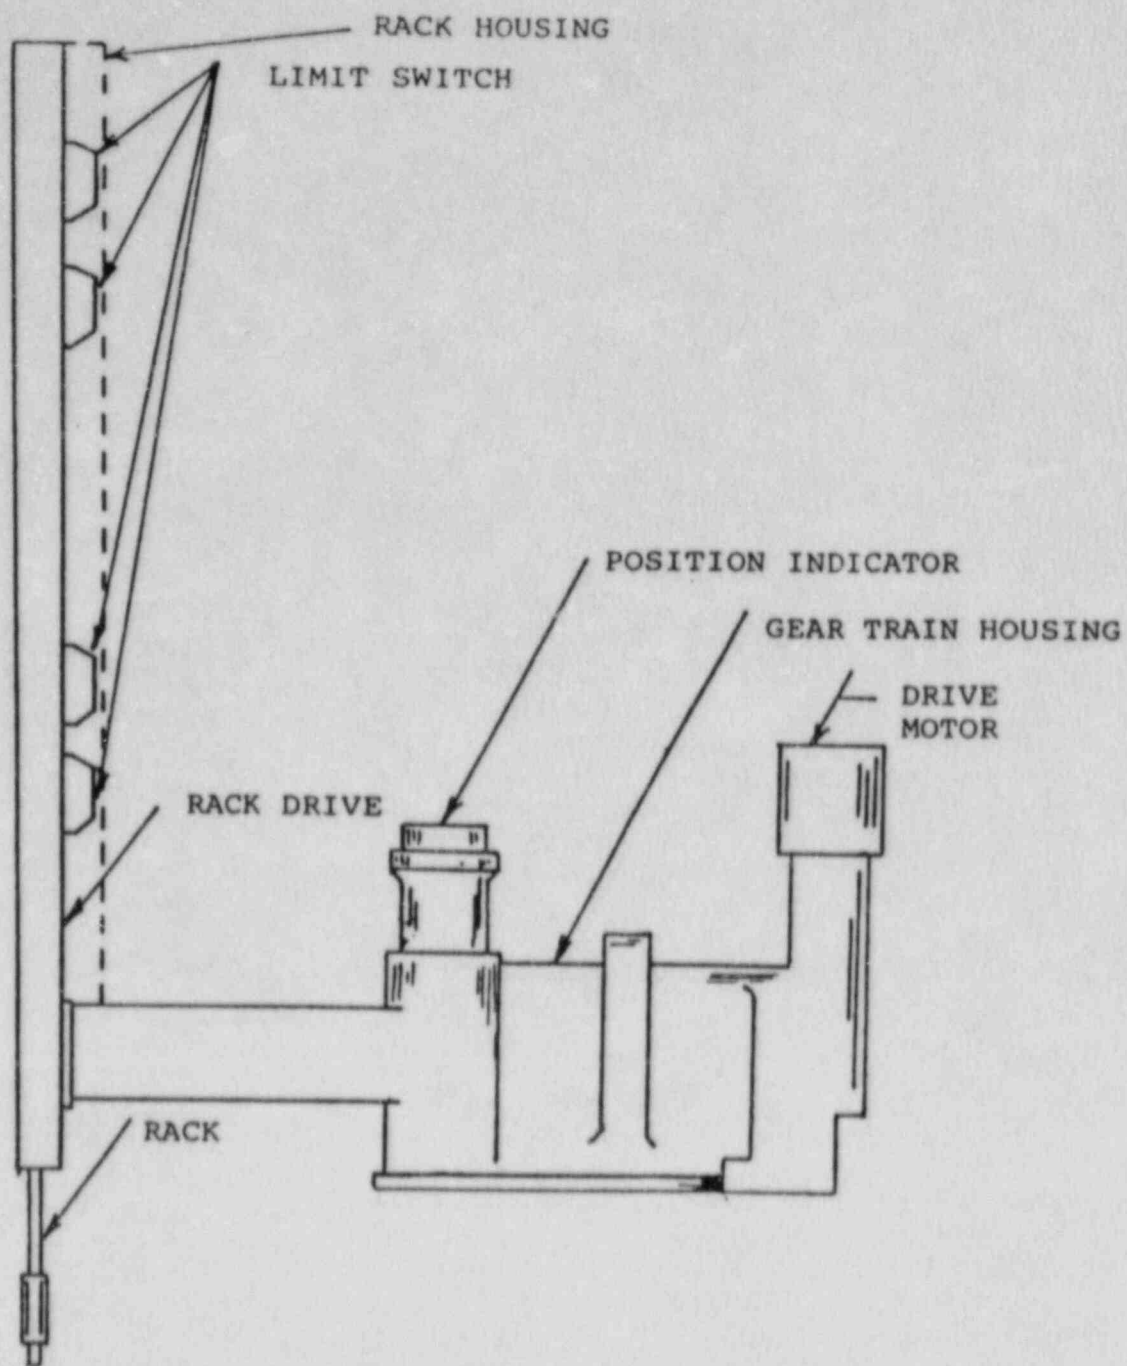 RACK HOUSING
LIMIT SWITCH
POSITION INDICATOR
GEAR TRAIN HOUSING
DRIVE
MOTOR
RACK DRIVE
RACK